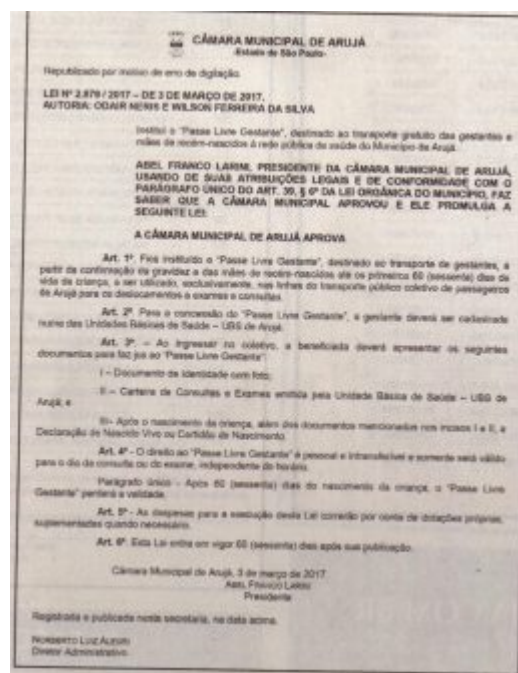 CÂMARA MUNICIPAL DE ARUJÁ
-Estado de São Paulo-
Republicado por motivo de erro de digitação.
LEI Nº 2.879 / 2017 – DE 3 DE MARÇO DE 2017.
AUTORIA: ODAIR NERIS E WILSON FERREIRA DA SILVA
Institui o "Passe Livre Gestante", destinado ao transporte gratuito das gestantes e
mães de recém-nascidos à rede pública de saúde do Município de Arujá.
ABEL FRANCO LARINI, PRESIDENTE DA CÂMARA MUNICIPAL DE ARUJÁ,
USANDO DE SUAS ATRIBUIÇÕES LEGAIS E DE CONFORMIDADE COM O
PARÁGRAFO ÚNICO DO ART. 39, § 6º DA LEI ORGÂNICA DO MUNICÍPIO, FAZ
SABER QUE A CÂMARA MUNICIPAL APROVOU E ELE PROMULGA A
SEGUINTE LEI:
A CÂMARA MUNICIPAL DE ARUJÁ APROVA
Art. 1º. Fica instituído o "Passe Livre Gestante", destinado ao transporte de gestantes, a
partir da confirmação da gravidez e das mães de recém-nascidos até os primeiros 60 (sessenta) dias de
vida da criança, a ser utilizado, exclusivamente, nas linhas do transporte público coletivo de passageiros
de Arujá para os deslocamentos a exames e consultas.
Art. 2º. Para a concessão do "Passe Livre Gestante", a gestante deverá ser cadastrada
numa das Unidades Básicas de Saúde – UBS de Arujá.
Art. 3º. – Ao ingressar no coletivo, a beneficiada deverá apresentar os seguintes
documentos para faz jus ao "Passe Livre Gestante":
I – Documento de Identidade com foto;
II – Carteira de Consultas e Exames emitida pela Unidade Básica de Saúde – UBS de
Arujá; e
III– Após o nascimento da criança, além dos documentos mencionados nos incisos I e II, a
Declaração de Nascido Vivo ou Certidão de Nascimento.
Art. 4º - O direito ao "Passe Livre Gestante" é pessoal e intransferível e somente será válido
para o dia da consulta ou do exame, independente do horário.
Parágrafo único - Após 60 (sessenta) dias do nascimento da criança, o "Passe Livre
Gestante" perderá a validade.
Art. 5º - As despesas para a execução desta Lei correrão por conta de dotações próprias,
suplementadas quando necessário.
Art. 6º. Esta Lei entra em vigor 60 (sessenta) dias após sua publicação.
Câmara Municipal de Arujá, 3 de março de 2017
ABEL FRANCO LARINI
Presidente
Registrada e publicada nesta secretaria, na data acima.
NORBERTO LUIZ
Diretor Administrativo